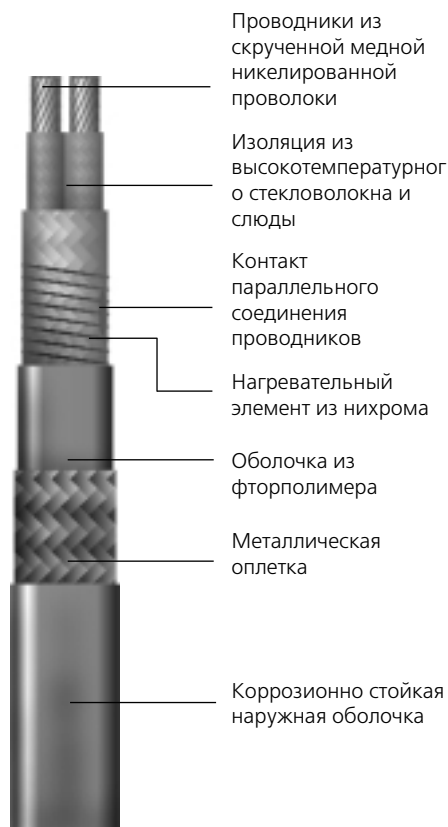 Проводники из
скрученной медной
никелированной
проволоки
Изоляция из
высокотемпературног
о стекловолокна и
слюды
Контакт
параллельного
соединения
проводников
Нагревательный
элемент из нихрома
Оболочка из
фторполимера
Металлическая
оплетка
Коррозионно стойкая
наружная оболочка